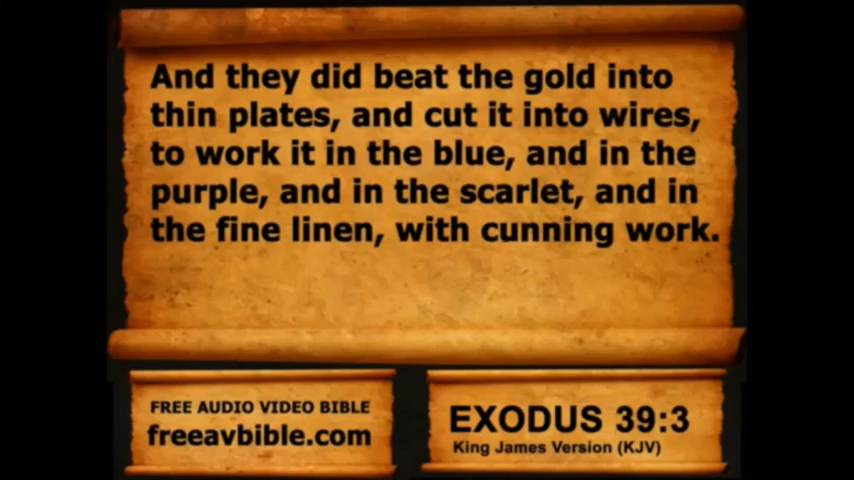 And they did beat the gold into
thin plates, and cut it into wires,
to work it in the blue, and in the
purple, and in the scarlet, and in
the fine linen, with cunning work.
FREE AUDIO VIDEO BIBLE
freeavbible.com
EXODUS 39:3
King James Version (KJV)